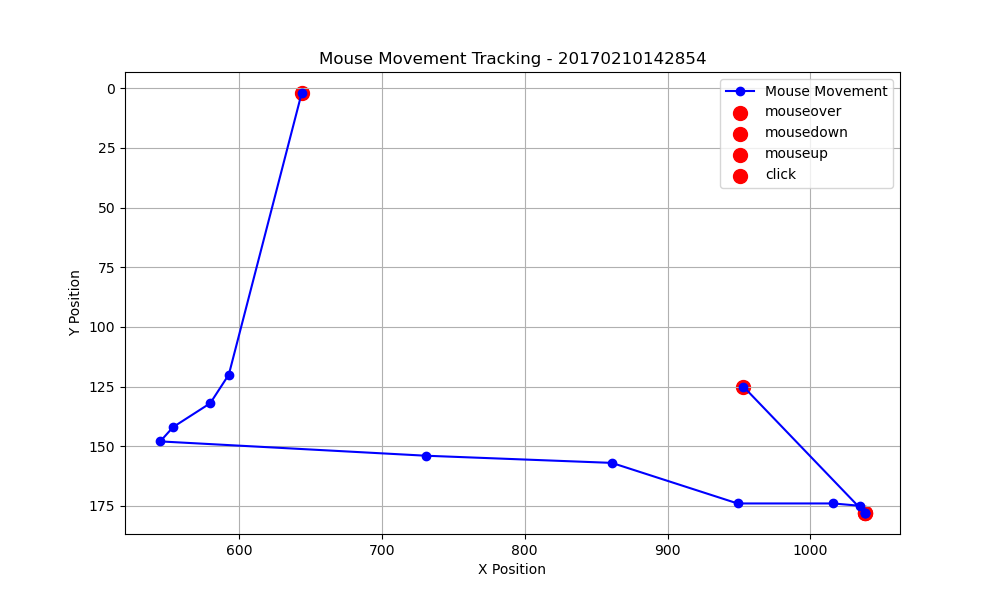 Mouse Movement Tracking - 20170210142854
Mouse Movement
mouseover
mousedown
mouseup
click
0
25
50
75
100
125
150
175
Y Position
600 700 800 900 1000
X Position